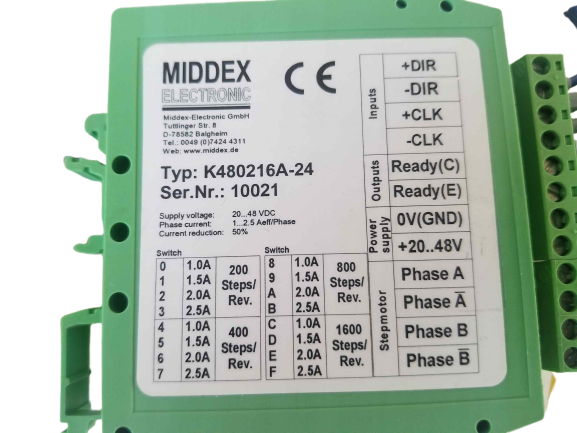 MIDDEX
ELECTRONIC
CE
Middex-Electronic GmbH
Tuttlinger Str. 8
D-78582 Balgheim
Tel.: 0049 (0)7424 4311
Web: www.middex.de
Typ: K480216A-24
Ser.Nr.: 10021
Supply voltage: 20...48 VDC
Phase current: 1...2.5 Aeff/Phase
Current reduction: 50%
Switch
0 1.0A
1 1.5A
2 2.0A
3 2.5A
200
Steps/
Rev.
4 1.0A
5 1.5A
6 2.0A
7 2.5A
400
Steps/
Rev.
Switch
8 1.0A
9 1.5A
A 2.0A
B 2.5A
800
Steps/
Rev.
C 1.0A
D 1.5A
E 2.0A
F 2.5A
1600
Steps/
Rev.
Inputs
+DIR
-DIR
+CLK
-CLK
Outputs
Ready(C)
Ready(E)
Power
supply
0V(GND)
+20..48V
Stepmotor
Phase A
Phase A̅
Phase B
Phase B̅